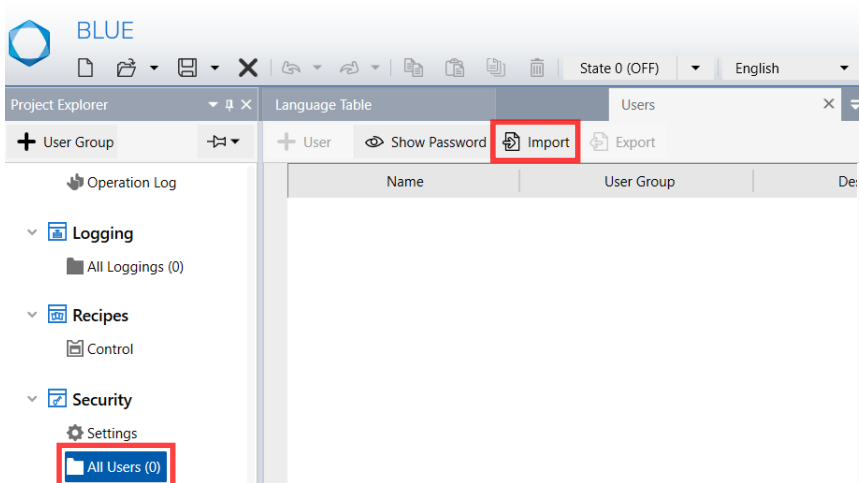 BLUE
State 0 (OFF) English
Project Explorer
Language Table Users
User Group
User Show Password Import Export
Name User Group
Operation Log
Logging
All Loggings (0)
Recipes
Control
Security
Settings
All Users (0)